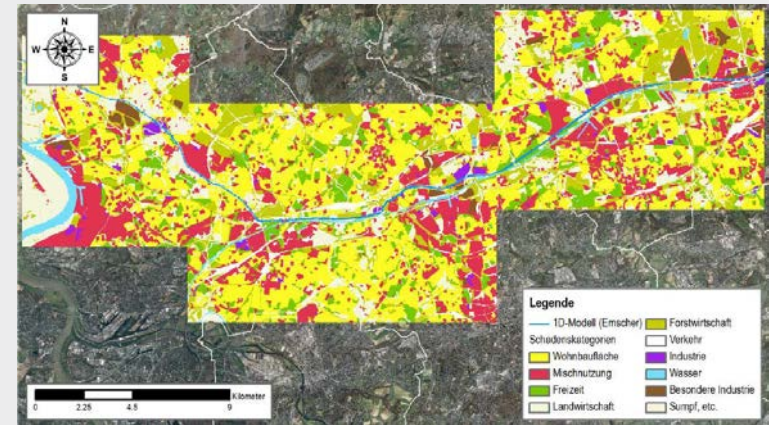 N
W E
S
Legende
1D-Modell (Emscher)
Schadenskategorien
Wohnbaufläche
Mischnutzung
Freizeit
Landwirtschaft
Forstwirtschaft
Verkehr
Industrie
Wasser
Besondere Industrie
Sumpf, etc.
Kilometer
0 2.25 4.5 9